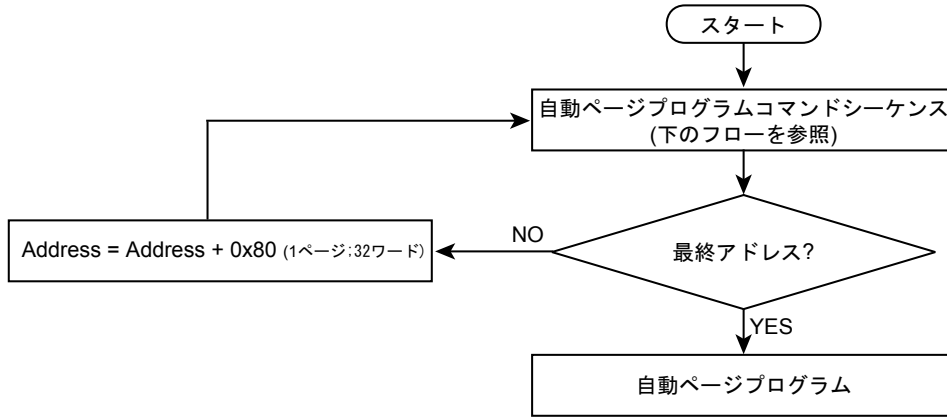 スタート
自動ページプログラムコマンドシーケンス
(下のフローを参照)
Address = Address + 0x80 (1ページ;32ワード)
NO
最終アドレス?
YES
自動ページプログラム